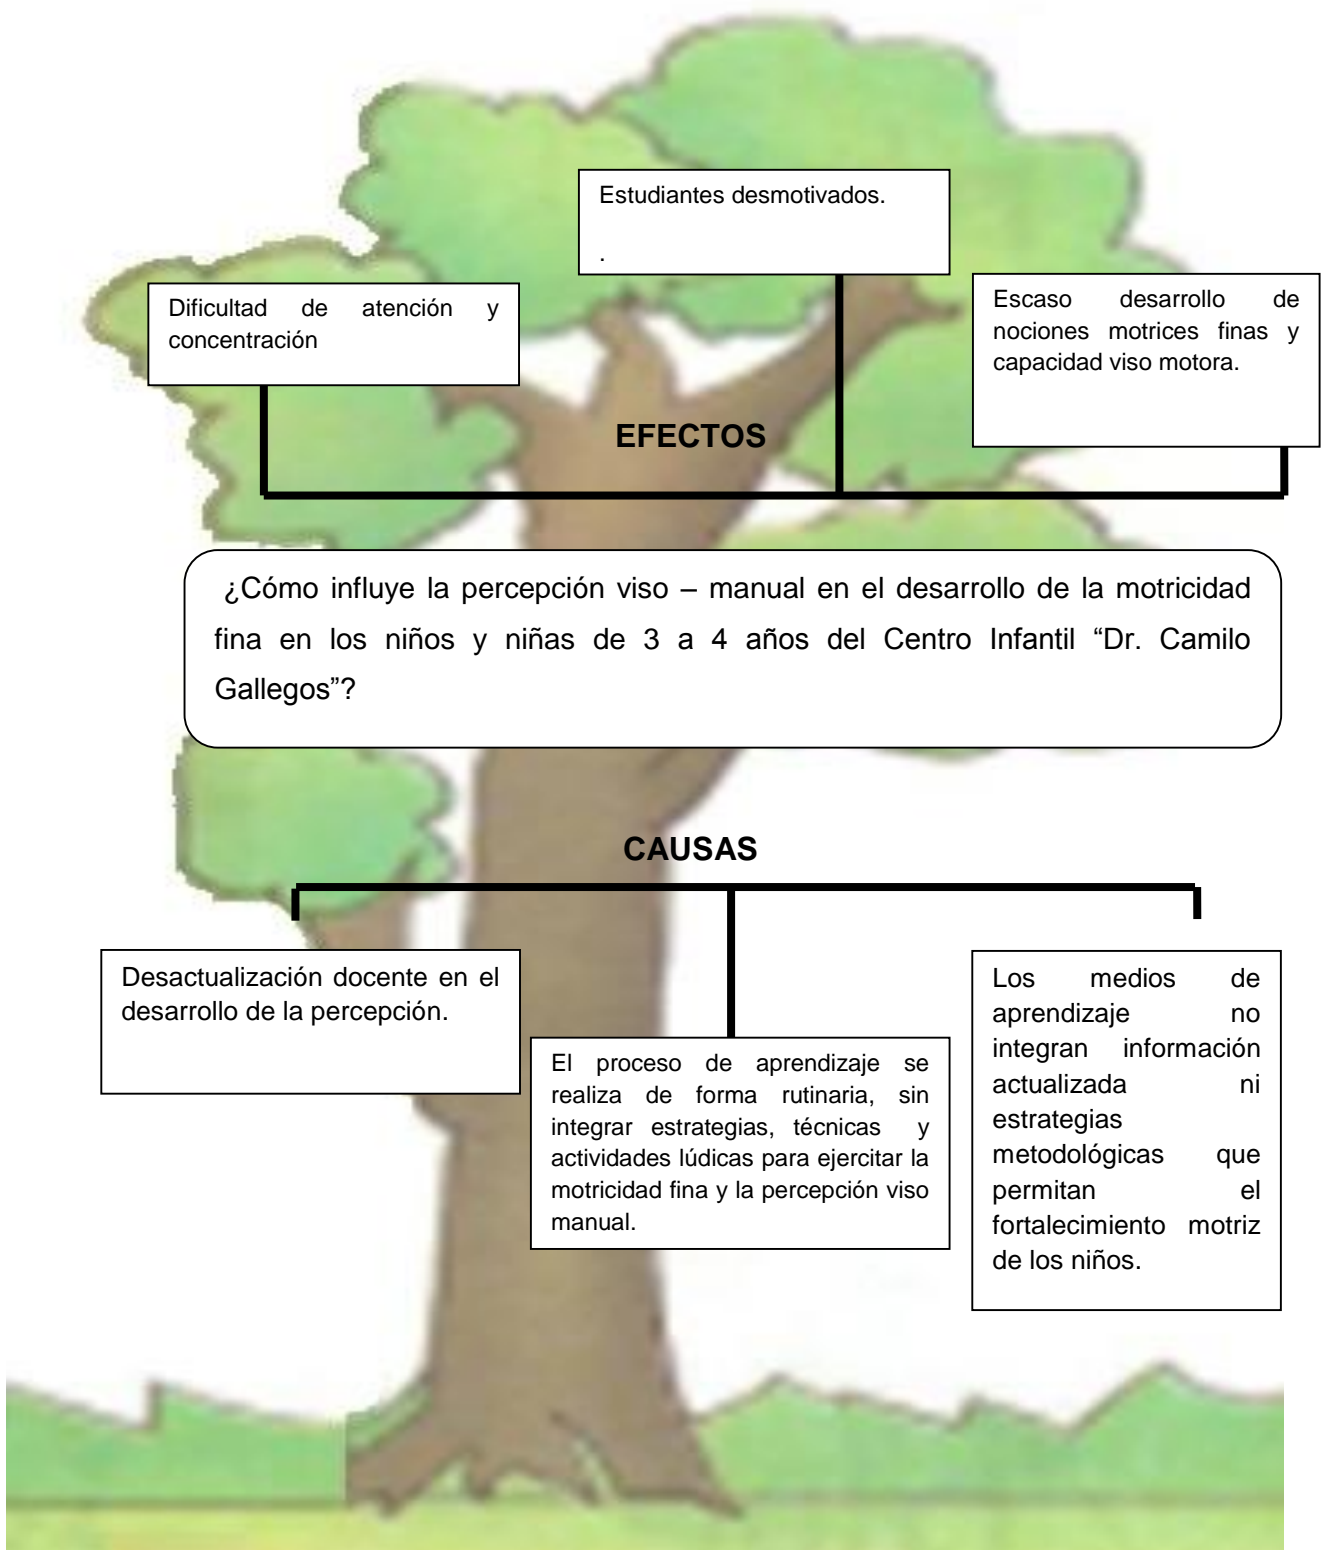 Estudiantes desmotivados.
.
Dificultad de atención y
concentración
Escaso desarrollo de
nociones motrices finas y
capacidad viso motora.
EFECTOS
¿Cómo influye la percepción viso – manual en el desarrollo de la motricidad
fina en los niños y niñas de 3 a 4 años del Centro Infantil “Dr. Camilo
Gallegos”?
CAUSAS
Desactualización docente en el
desarrollo de la percepción.
El proceso de aprendizaje se
realiza de forma rutinaria, sin
integrar estrategias, técnicas y
actividades lúdicas para ejercitar la
motricidad fina y la percepción viso
manual.
Los medios de
aprendizaje no
integran información
actualizada ni
estrategias
metodológicas que
permitan el
fortalecimiento motriz
de los niños.